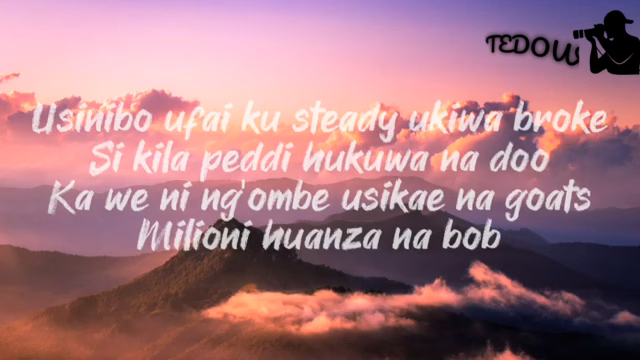 TEDOUS
Usinibo ufai ku steady ukiwa broke
Si kila peddi hukuwa na doo
Ka we ni ng'ombe usikae na goats
Milioni huanza na bob